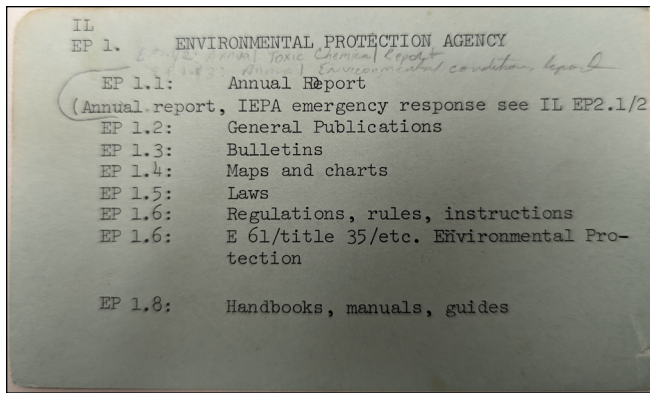 IL
EP 1. ENVIRONMENTAL PROTECTION AGENCY
Annual Toxic Chemical Report
Annual Environmental condition report
EP 1.1: Annual Report
(Annual report, IEPA emergency response see IL EP2.1/2
EP 1.2: General Publications
EP 1.3: Bulletins
EP 1.4: Maps and charts
EP 1.5: Laws
EP 1.6: Regulations, rules, instructions
EP 1.6: E 61/title 35/etc. Environmental Pro-
tection
EP 1.8: Handbooks, manuals, guides